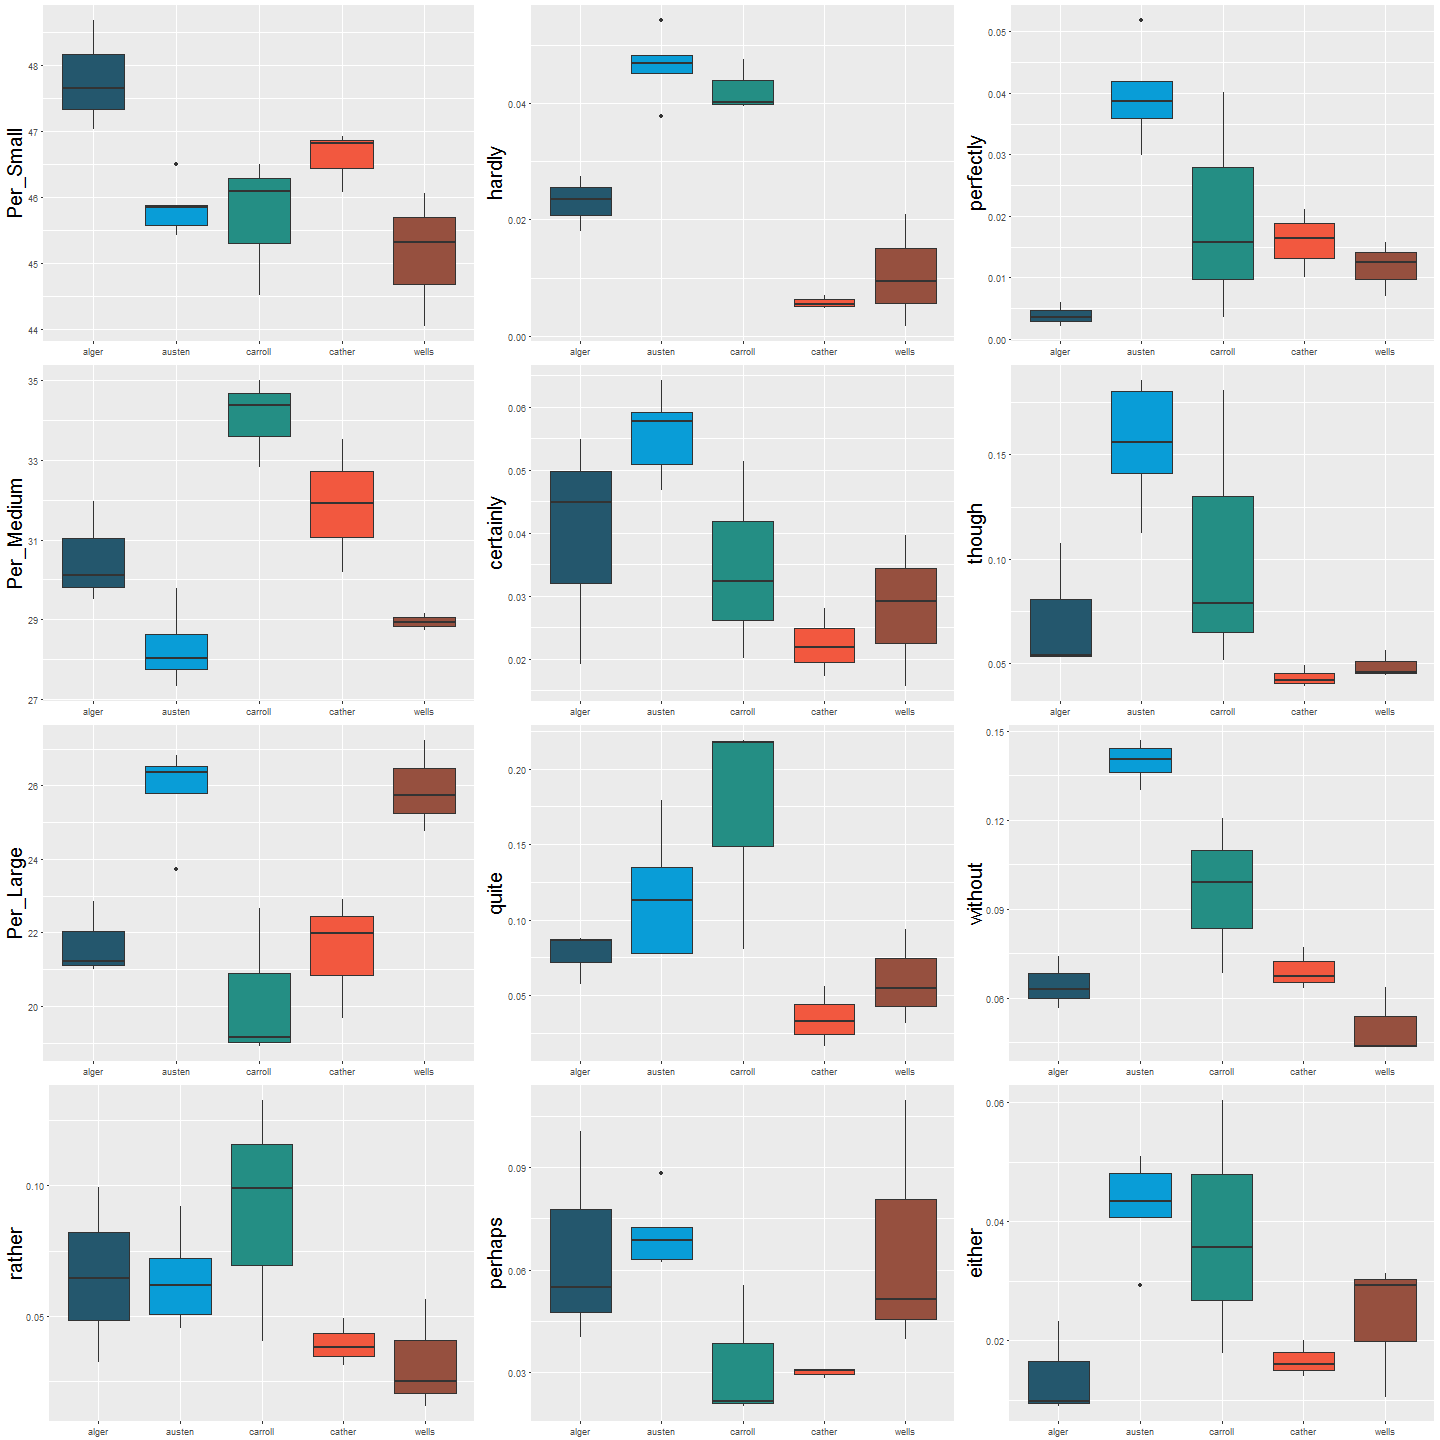 Per_Small
48
47
46
45
44
alger austen carroll cather wells
hardly
0.04
0.02
0.00
alger austen carroll cather wells
perfectly
0.05
0.04
0.03
0.02
0.01
0.00
alger austen carroll cather wells
Per_Medium
35
33
31
29
27
alger austen carroll cather wells
certainly
0.06
0.05
0.04
0.03
0.02
alger austen carroll cather wells
though
0.15
0.10
0.05
alger austen carroll cather wells
Per_Large
26
24
22
20
alger austen carroll cather wells
quite
0.20
0.15
0.10
0.05
alger austen carroll cather wells
without
0.15
0.12
0.09
0.06
alger austen carroll cather wells
rather
0.10
0.05
alger austen carroll cather wells
perhaps
0.09
0.06
0.03
alger austen carroll cather wells
either
0.06
0.04
0.02
alger austen carroll cather wells